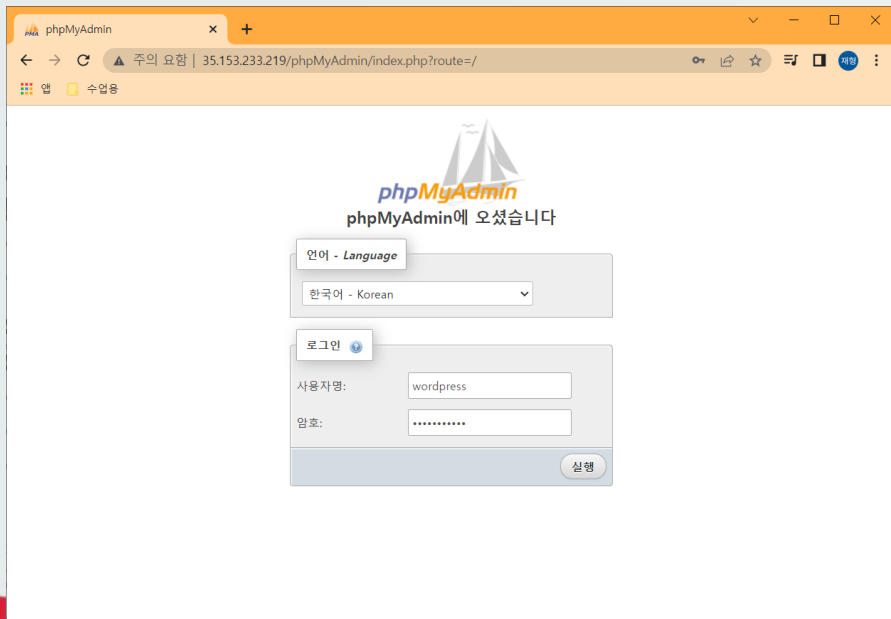 phpMyAdmin
주의 요함 | 35.153.233.219/phpMyAdmin/index.php?route=/
재형
앱
수업용
PMA
phpMyAdmin
phpMyAdmin에 오셨습니다
언어 - Language
한국어 - Korean
로그인
사용자명:
wordpress
암호:
•••••••••••
실행